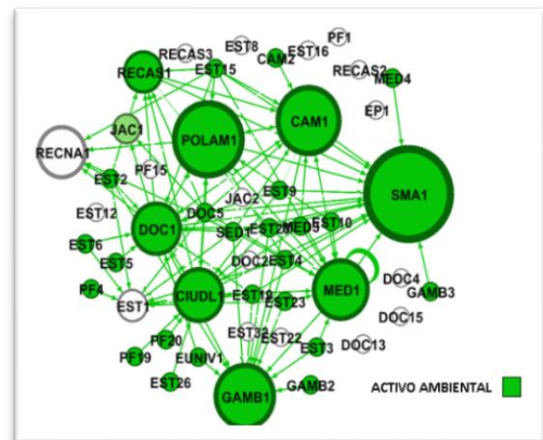 PF1
EST8
RECAS3
EST16
CAM2
RECAS1
EST15
RECAS2
MED4
EP1
CAM1
JAC1
POLAM1
RECNA1
PF15
EST2
EST9
SMA1
JAC2
EST12
DOC5
DOC1
SED1
MED9
EST10
EST6
EST5
DOC2
EST4
DOC4
PF4
CIUDL1
MED1
GAMB3
EST1
EST19
EST23
DOC15
EST32
EST22
PF20
EST3
DOC13
PF19
EUNIV1
EST26
GAMB2
GAMB1
ACTIVO AMBIENTAL